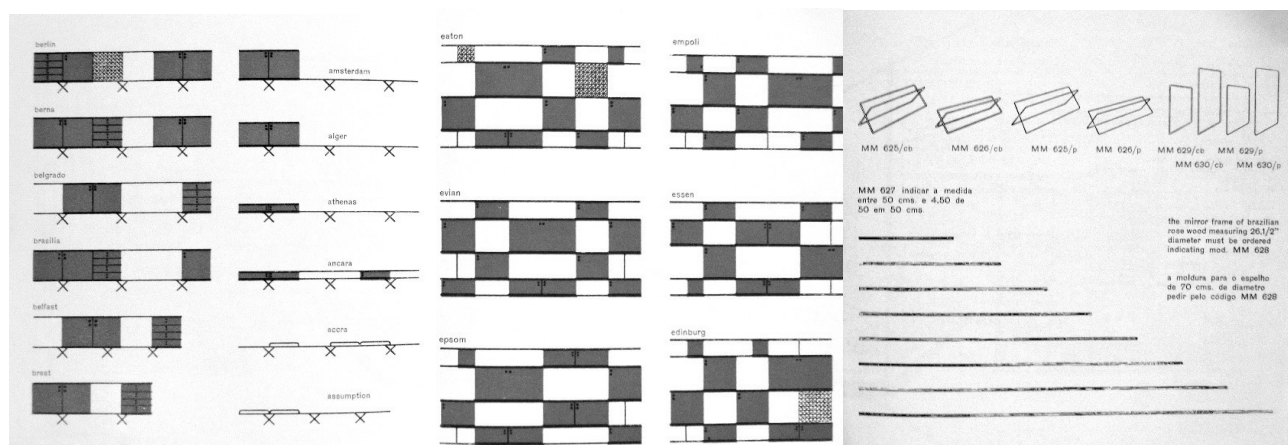 berlin
berna
belgrado
brasilia
belfast
brest
amsterdam
alger
athenas
ancara
accra
assumption
eaton
evian
epsom
empoli
essen
edinburg
MM 625/cb
MM 626/cb
MM 625/p
MM 626/p
MM 629/cb
MM 629/p
MM 630/cb
MM 630/p
MM 627 indicar a medida
entre 50 cms. e 4,50 de
50 em 50 cms.
the mirror frame of brazilian
rose wood measuring 26,1/2"
diameter must be ordered
indicating mod. MM 628
a moldura para o espelho
de 70 cms. de diametro
pedir pelo código MM 628